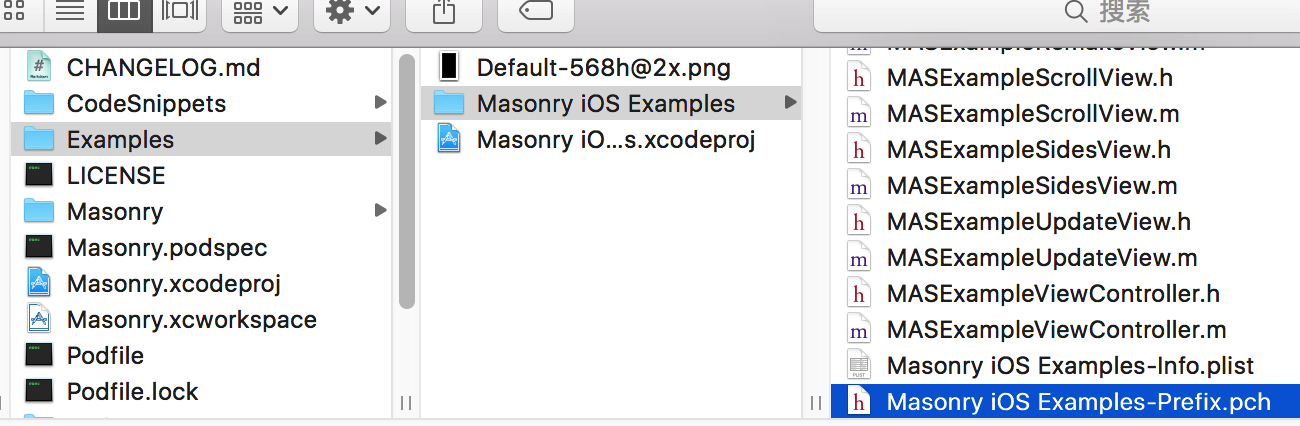 搜索
CHANGELOG.md
CodeSnippets
Examples
LICENSE
Masonry
Masonry.podspec
Masonry.xcodeproj
Masonry.xcworkspace
Podfile
Podfile.lock
Default-568h@2x.png
Masonry iOS Examples
Masonry iO...s.xcodeproj
MASExampleRemakeView.m
MASExampleScrollView.h
MASExampleScrollView.m
MASExampleSidesView.h
MASExampleSidesView.m
MASExampleUpdateView.h
MASExampleUpdateView.m
MASExampleViewController.h
MASExampleViewController.m
Masonry iOS Examples-Info.plist
Masonry iOS Examples-Prefix.pch